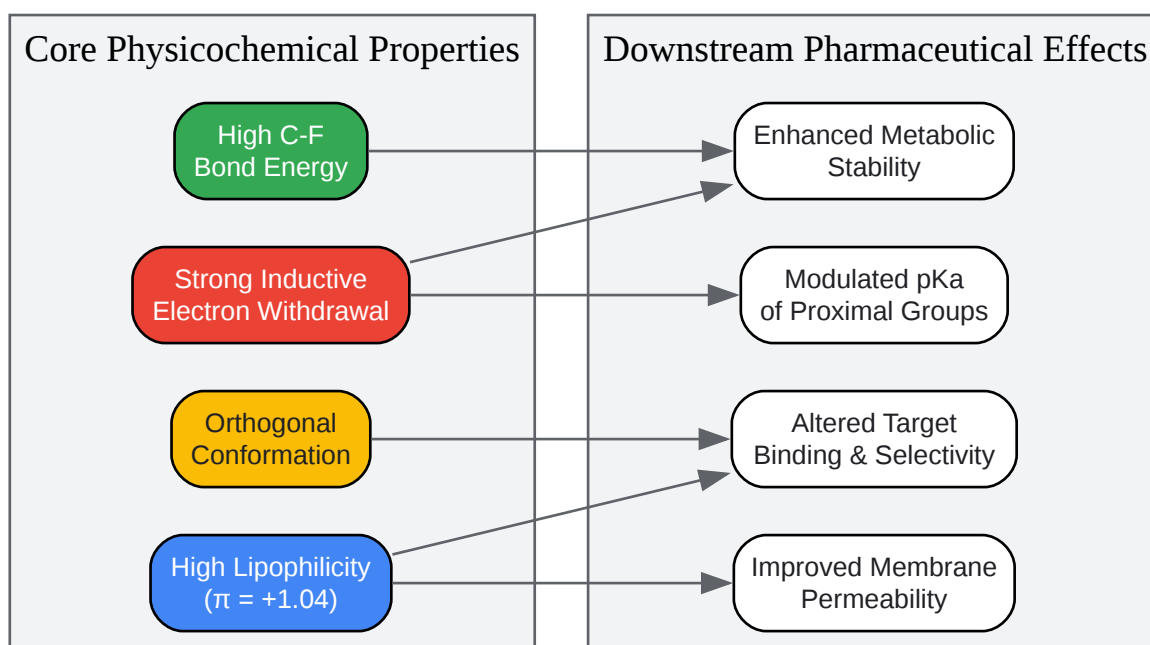 Core Physicochemical Properties
High C-F
Bond Energy
Strong Inductive
Electron Withdrawal
Orthogonal
Conformation
High Lipophilicity
(π = +1.04)
Downstream Pharmaceutical Effects
Enhanced Metabolic
Stability
Modulated pKa
of Proximal Groups
Altered Target
Binding & Selectivity
Improved Membrane
Permeability